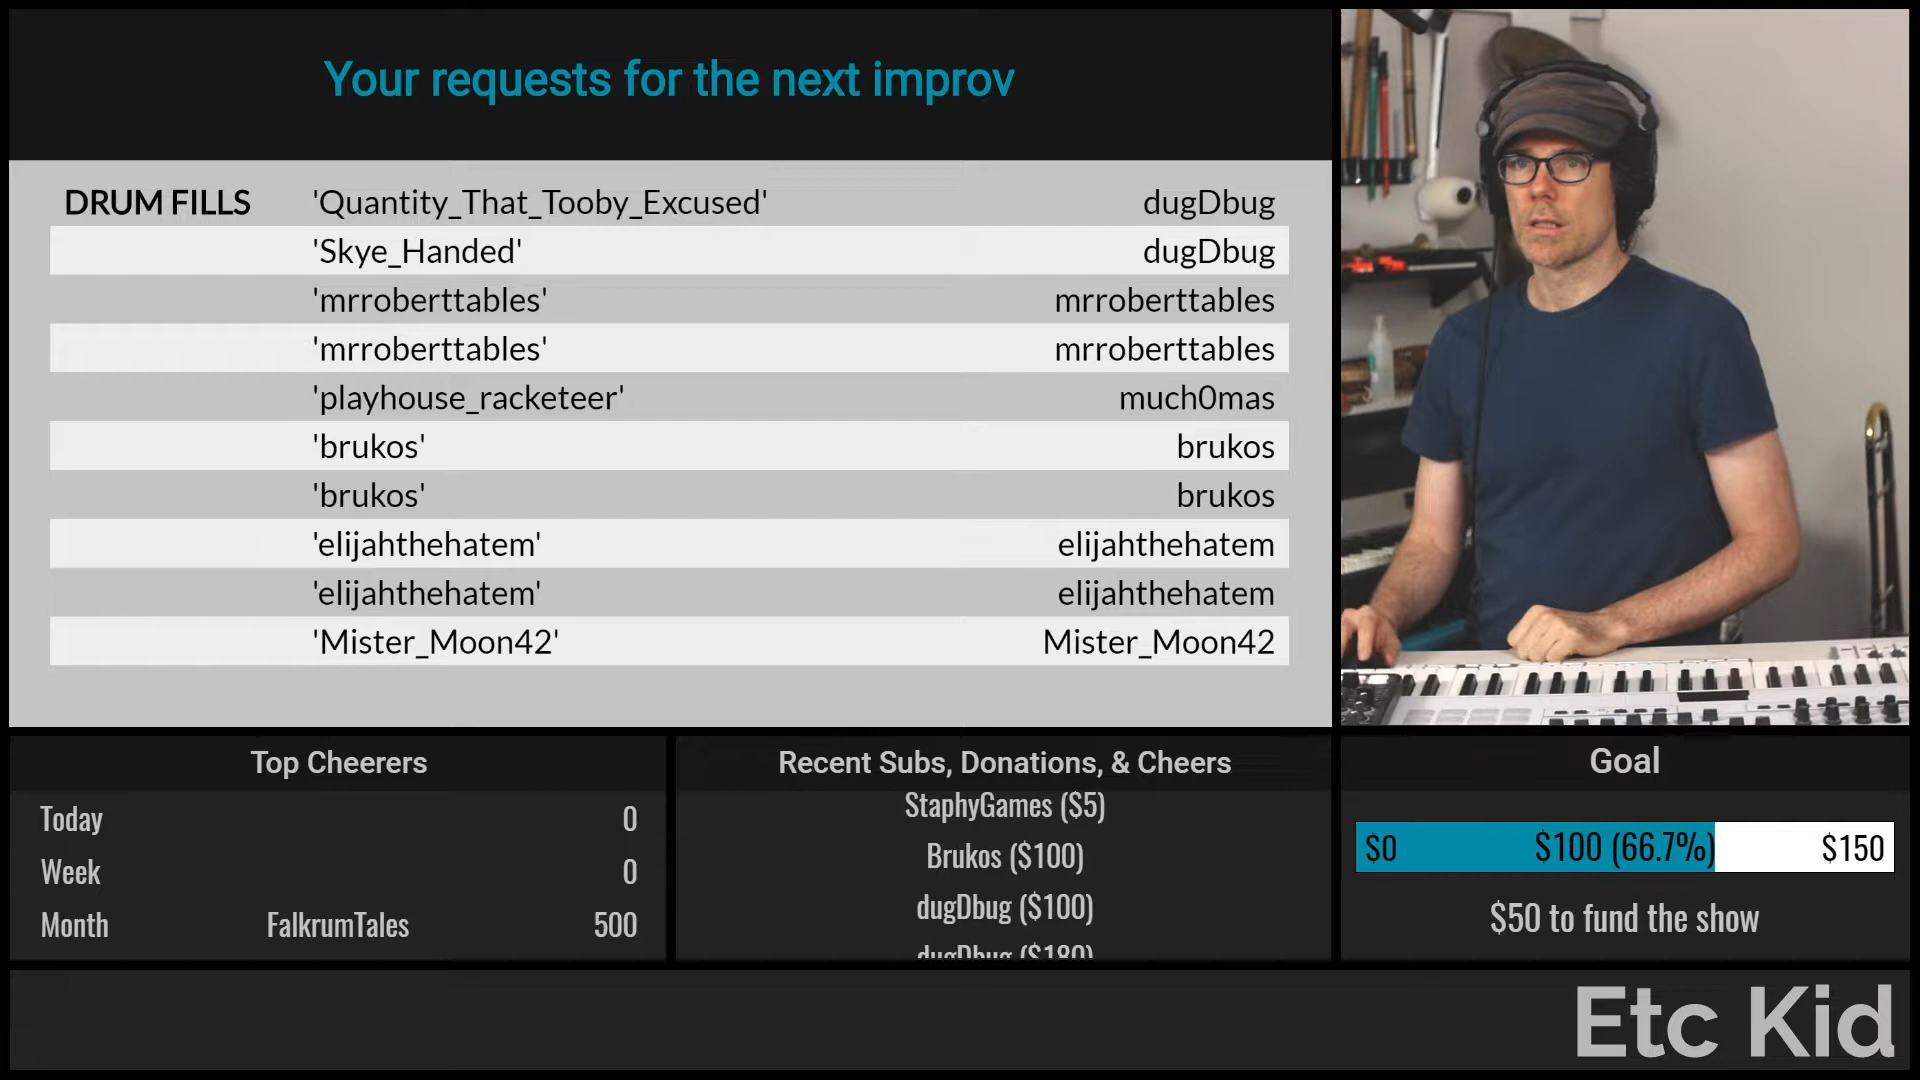 Your requests for the next improv
DRUM FILLS 'Quantity_That_Tooby_Excused' dugDbug
'Skye_Handed' dugDbug
'mrroberttables' mrroberttables
'mrroberttables' mrroberttables
'playhouse_racketeer' much0mas
'brukos' brukos
'brukos' brukos
'elijahthehatem' elijahthehatem
'elijahthehatem' elijahthehatem
'Mister_Moon42' Mister_Moon42
Top Cheerers
Today 0
Week 0
Month FalkrumTales 500
Recent Subs, Donations, & Cheers
StaphyGames ($5)
Brukos ($100)
dugDbug ($100)
dugDbug ($180)
Goal
$0 $100 (66.7%) $150
$50 to fund the show
Etc Kid